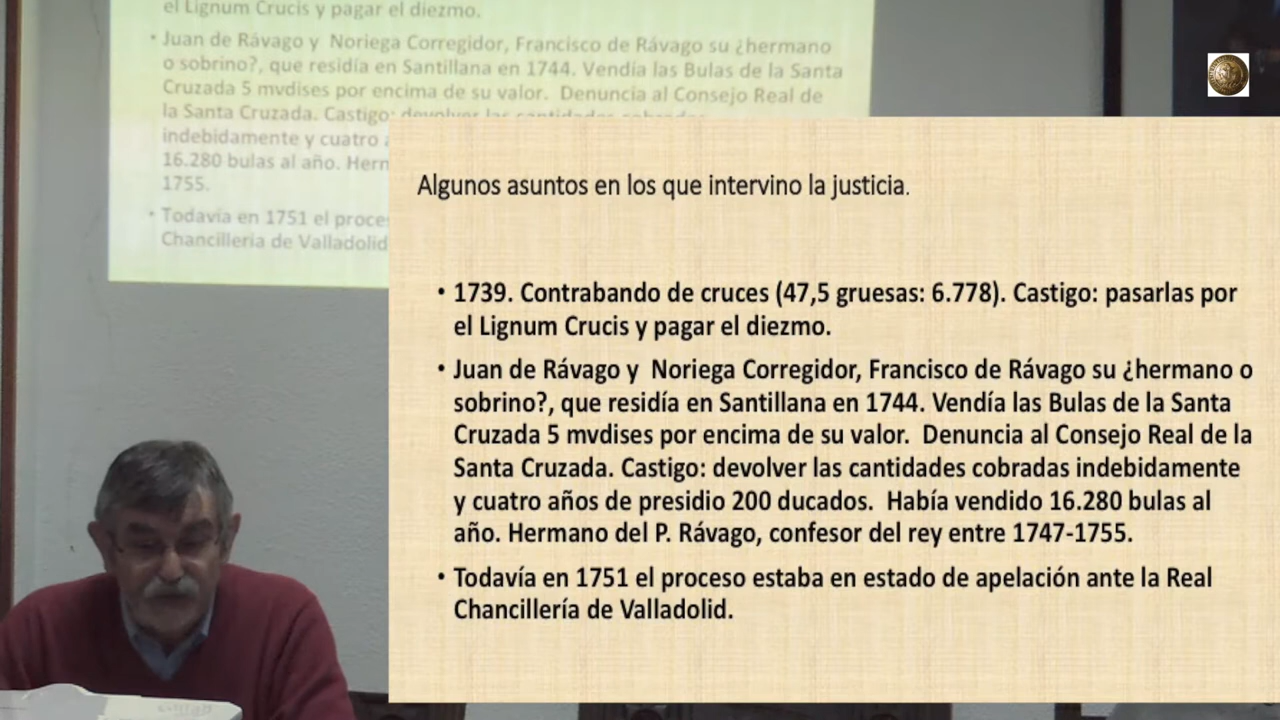 el Lignum Crucis y pagar el diezmo.
• Juan de Rávago y Noriega Corregidor, Francisco de Rávago su ¿hermano
o sobrino?, que residía en Santillana en 1744. Vendía las Bulas de la Santa
Cruzada 5 mvdises por encima de su valor. Denuncia al Consejo Real de
la Santa Cruzada. Castigo: devolver las cantidades cobradas
indebidamente y cuatro
16.280 bulas al año. Herm
1755.
• Todavía en 1751 el proce
Chancillería de Valladolid
Algunos asuntos en los que intervino la justicia.
• 1739. Contrabando de cruces (47,5 gruesas: 6.778). Castigo: pasarlas por
el Lignum Crucis y pagar el diezmo.
• Juan de Rávago y Noriega Corregidor, Francisco de Rávago su ¿hermano o
sobrino?, que residía en Santillana en 1744. Vendía las Bulas de la Santa
Cruzada 5 mvdises por encima de su valor. Denuncia al Consejo Real de la
Santa Cruzada. Castigo: devolver las cantidades cobradas indebidamente
y cuatro años de presidio 200 ducados. Había vendido 16.280 bulas al
año. Hermano del P. Rávago, confesor del rey entre 1747-1755.
• Todavía en 1751 el proceso estaba en estado de apelación ante la Real
Chancillería de Valladolid.